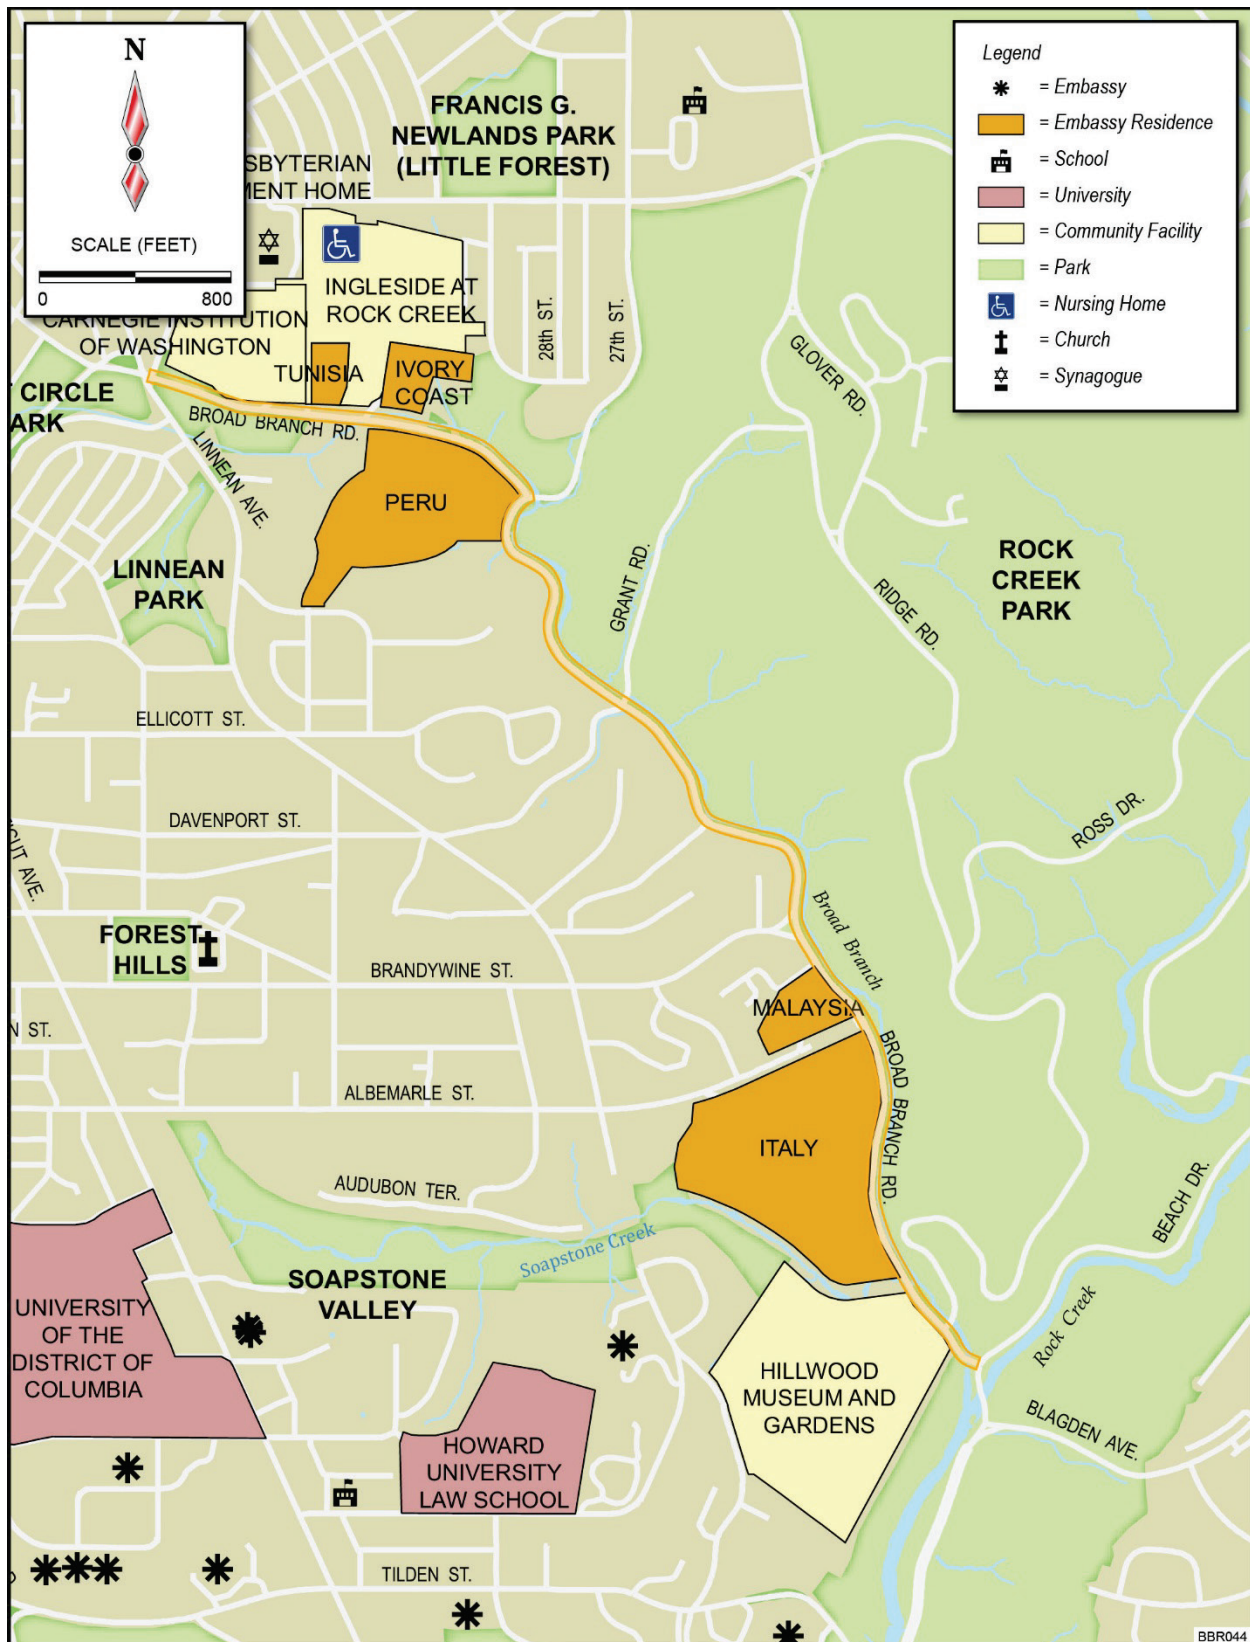 N
SCALE (FEET)
0 800
Legend
= Embassy
= Embassy Residence
= School
= University
= Community Facility
= Park
= Nursing Home
= Church
= Synagogue
FRANCIS G.
NEWLANDS PARK
(LITTLE FOREST)
SBYTERIAN
MENT HOME
INGLESIDE AT
ROCK CREEK
CARNEGIE INSTITUTION
OF WASHINGTON
TUNISIA
IVORY
COAST
28th ST.
27th ST.
GLOVER RD.
CIRCLE
ARK
BROAD BRANCH RD.
LINNEAN AVE.
PERU
LINNEAN
PARK
GRANT RD.
RIDGE RD.
ROCK
CREEK
PARK
ELLICOTT ST.
DAVENPORT ST.
ROSS DR.
AVE.
Broad Branch
FOREST
HILLS
BRANDYWINE ST.
MALAYSIA
N ST.
ALBEMARLE ST.
BROAD BRANCH RD.
ITALY
AUDUBON TER.
BEACH DR.
Soapstone Creek
SOAPSTONE
VALLEY
Rock Creek
UNIVERSITY
OF THE
DISTRICT OF
COLUMBIA
HILLWOOD
MUSEUM AND
GARDENS
BLAGDEN AVE.
HOWARD
UNIVERSITY
LAW SCHOOL
TILDEN ST.
BBR044